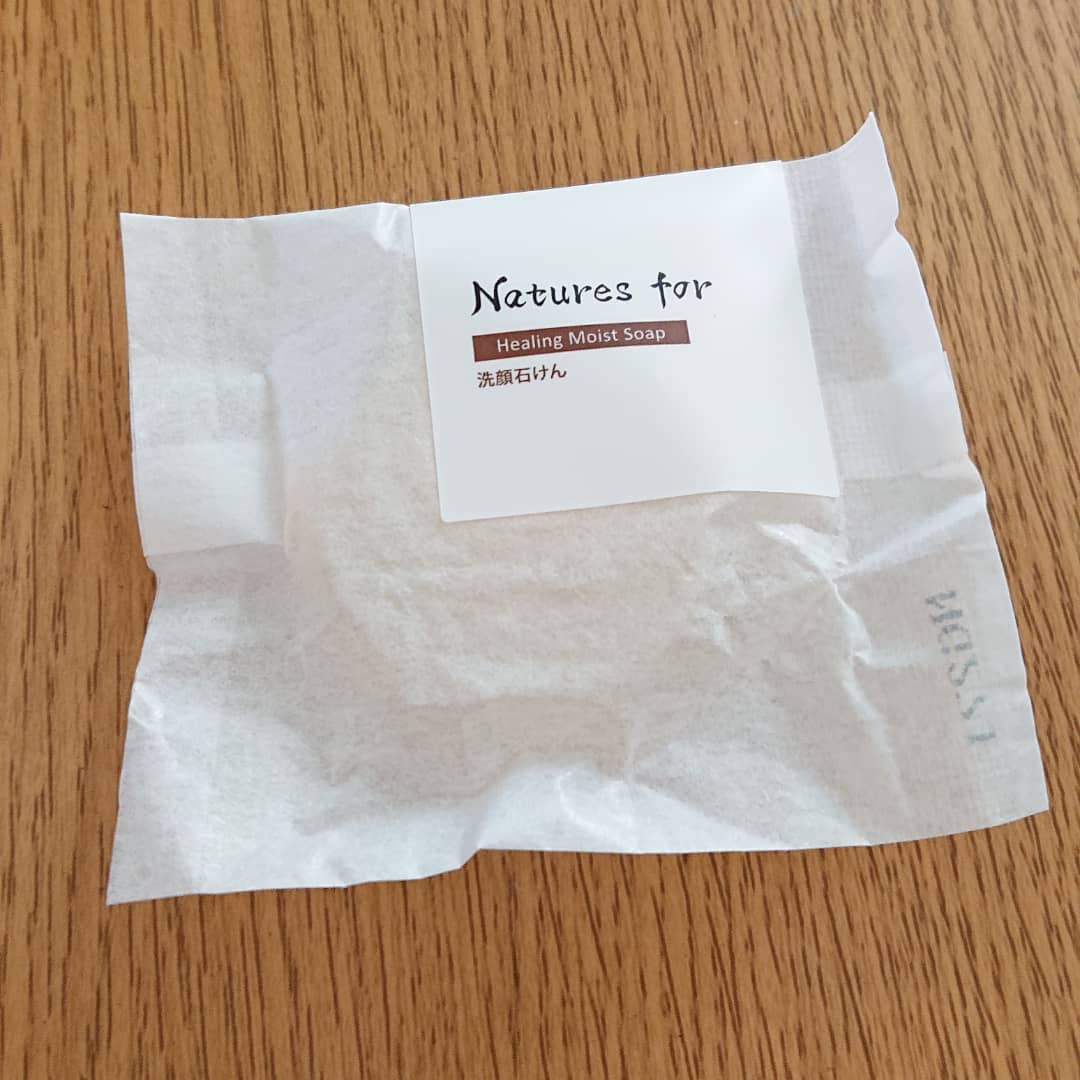 Natures for
Healing Moist Soap
洗顔石けん